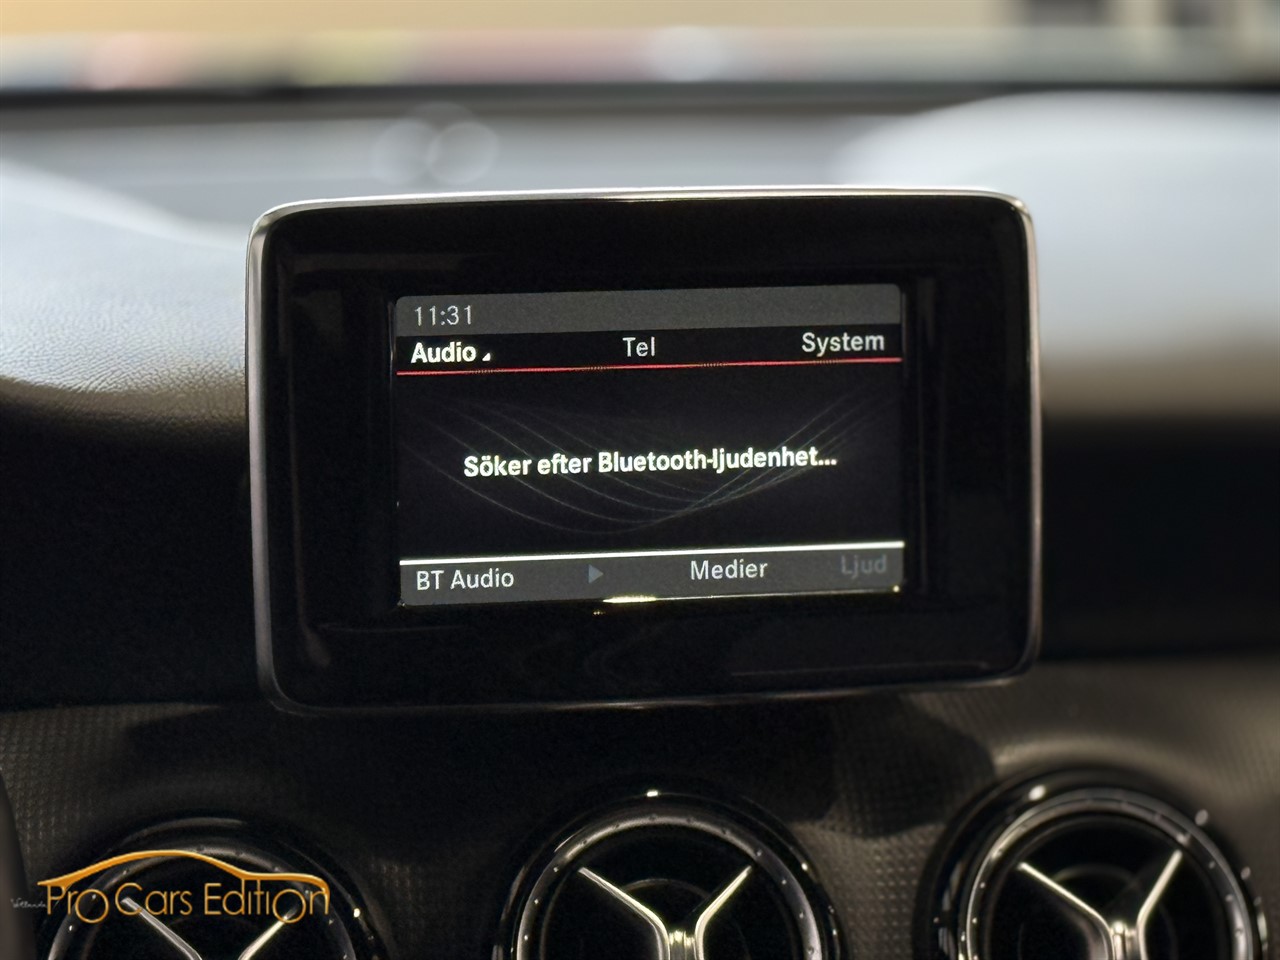 11:31
Audio Tel System
Söker efter Bluetooth-ljudenhet...
BT Audio Medier Ljud
Pro Cars Edition